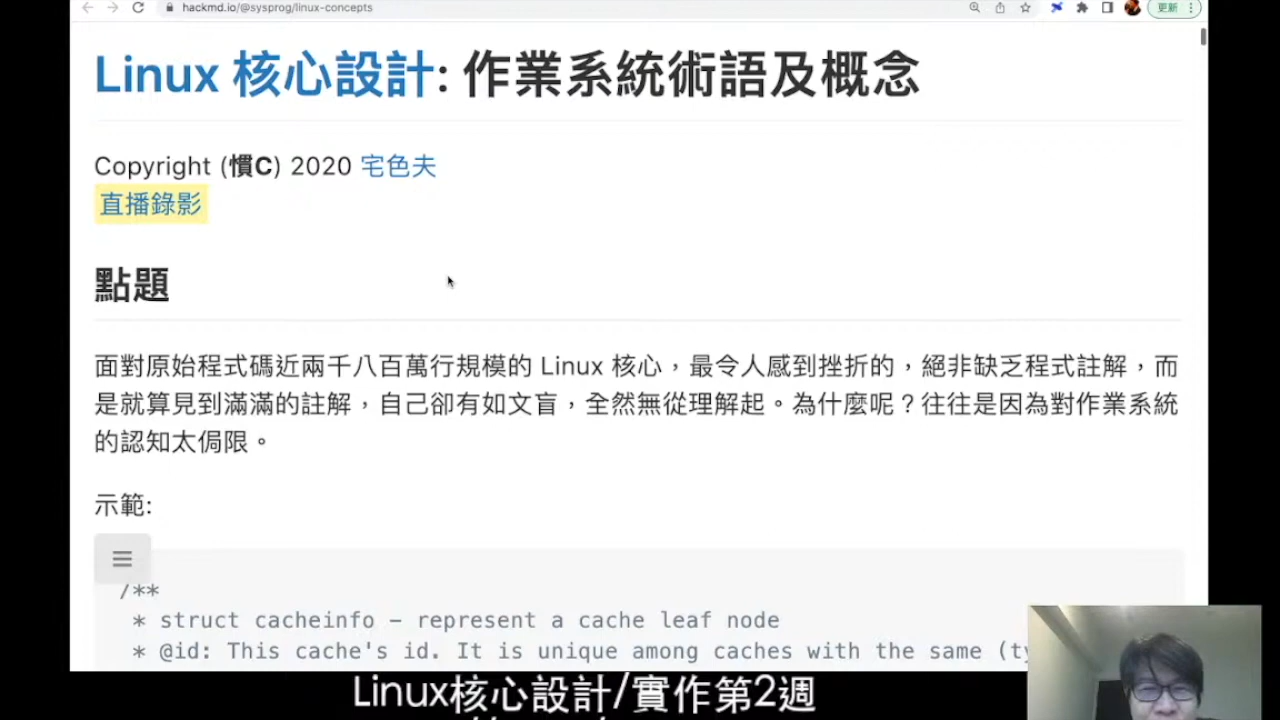 hackmd.io/@sysprog/linux-concepts
更新
Linux 核心設計: 作業系統術語及概念
Copyright (慣C) 2020 宅色夫
直播錄影
點題
面對原始程式碼近兩千八百萬行規模的 Linux 核心，最令人感到挫折的，絕非缺乏程式註解，而
是就算見到滿滿的註解，自己卻有如文盲，全然無從理解起。為什麼呢？往往是因為對作業系統
的認知太侷限。
示範:
/**
* struct cacheinfo - represent a cache leaf node
* @id: This cache's id. It is unique among caches with the same (
Linux核心設計/實作第2週